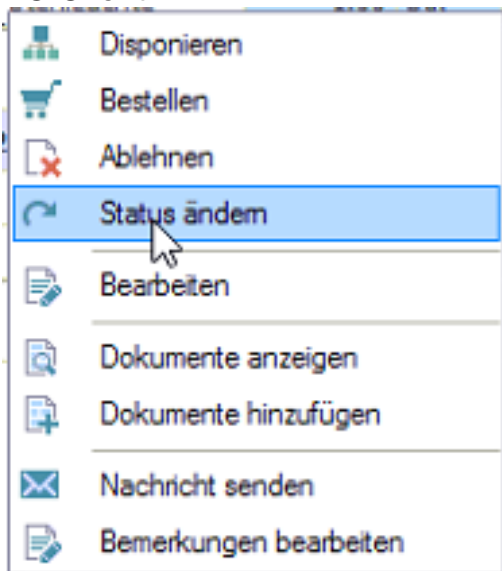 Disponieren
Bestellen
Ablehnen
Status ändern
Bearbeiten
Dokumente anzeigen
Dokumente hinzufügen
Nachricht senden
Bemerkungen bearbeiten